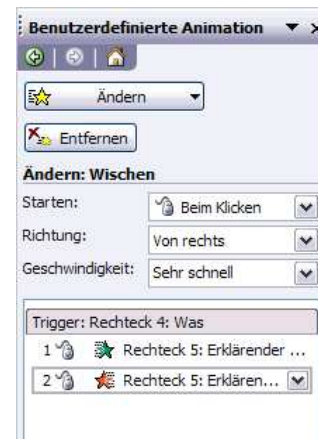 Benutzerdefinierte Animation
Ändern
Entfernen
Ändern: Wischen
Starten: Beim Klicken
Richtung: Von rechts
Geschwindigkeit: Sehr schnell
Trigger: Rechteck 4: Was
1 Rechteck 5: Erklärender ...
2 Rechteck 5: Erklären...